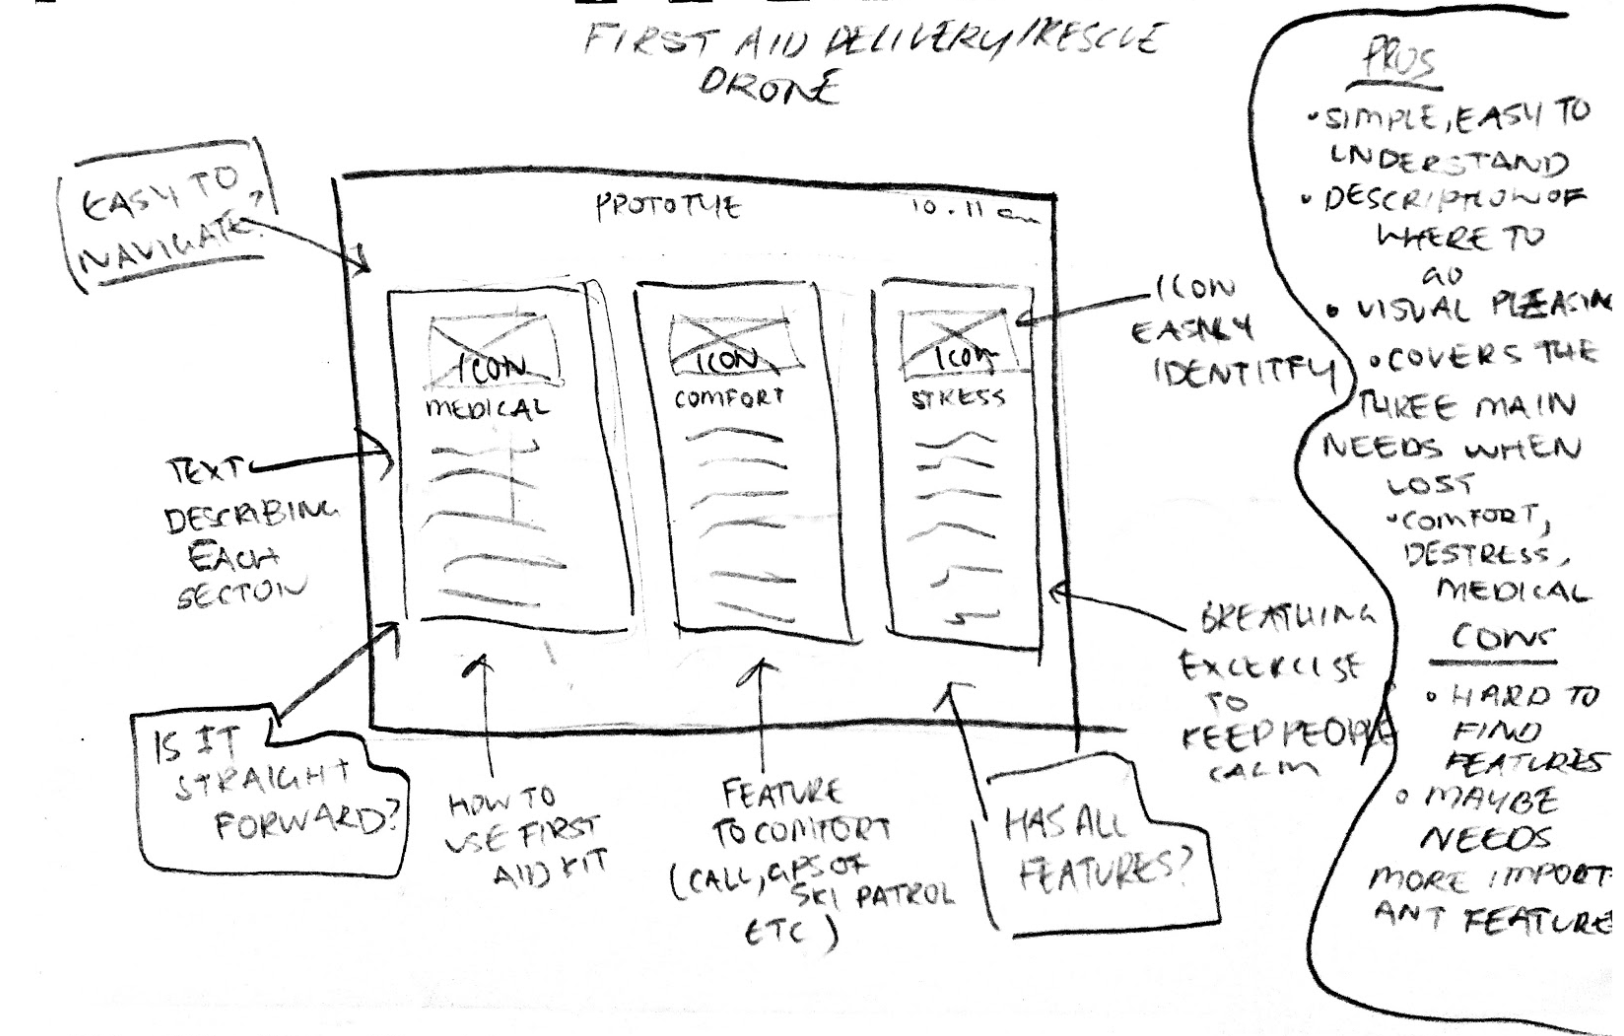 FIRST AID DELIVERY/RESCUE
DRONE
EASY TO
NAVIGATE?
PROTOTYE
10.11 am
ICON
MEDICAL
ICON
COMFORT
ICON
STRESS
ICON
EASILY
IDENTITFY
TEXT
DESCRIBING
EACH
SECTON
BREATHING
EXCERCISE
TO
KEEP PEOPLE
CALM
IS IT
STRAIGHT
FORWARD?
HOW TO
USE FIRST
AID KIT
FEATURE
TO COMFORT
(CALL, GPS OF
SKI PATROL
ETC)
HAS ALL
FEATURES?
PROS
• SIMPLE, EASY TO
UNDERSTAND
• DESCRIPTION OF
WHERE TO
GO
• VISUAL PLEASIN
• COVERS THE
THREE MAIN
NEEDS WHEN
LOST
• COMFORT,
DESTRESS,
MEDICAL
CONS
• HARD TO
FIND
FEATURES
• MAYBE
NEEDS
MORE IMPORT
ANT FEATURE